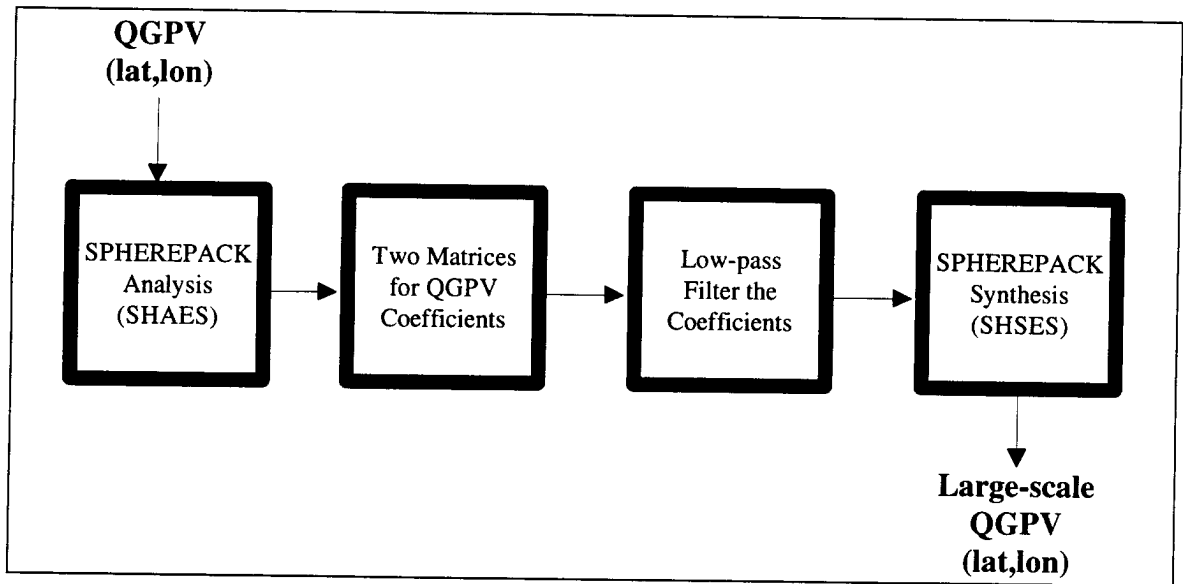 QGPV
(lat,lon)
SPHEREPACK
Analysis
(SHAES)
Two Matrices
for QGPV
Coefficients
Low-pass
Filter the
Coefficients
SPHEREPACK
Synthesis
(SHSES)
Large-scale
QGPV
(lat,lon)